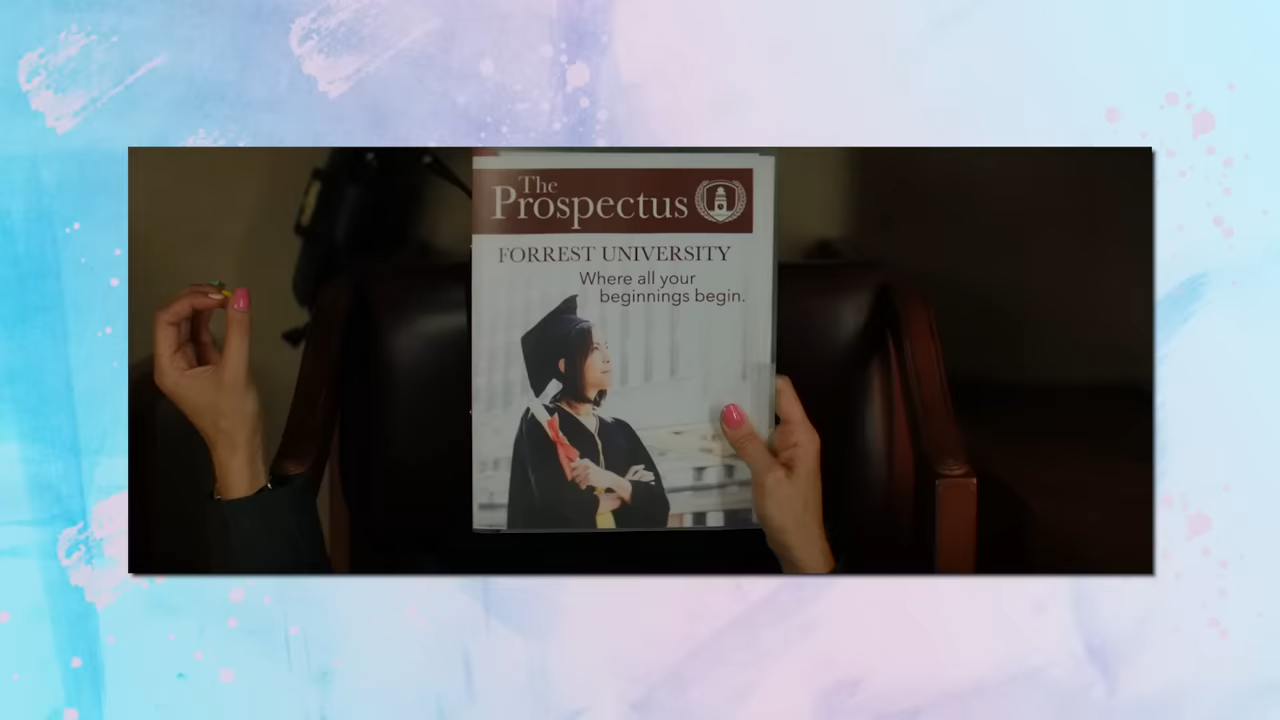 The
Prospectus
FORREST UNIVERSITY
Where all your
beginnings begin.